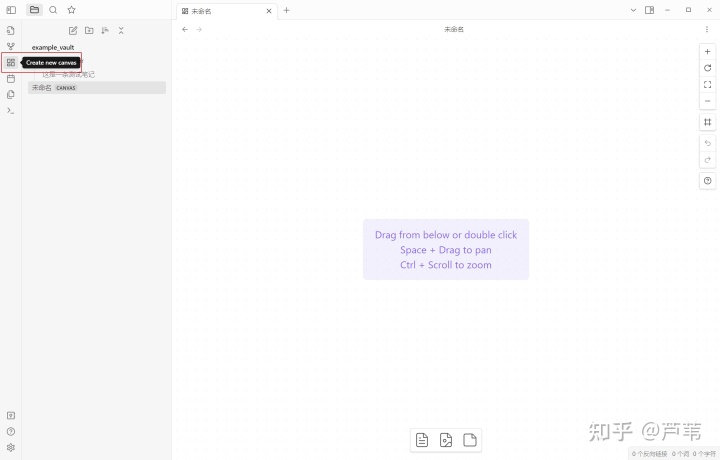 未命名
未命名
example_vault
Create new canvas
这是一条测试笔记
未命名 CANVAS
Drag from below or double click
Space + Drag to pan
Ctrl + Scroll to zoom
知乎 @芦苇
0 个反向链接 0 个词 0 个字符